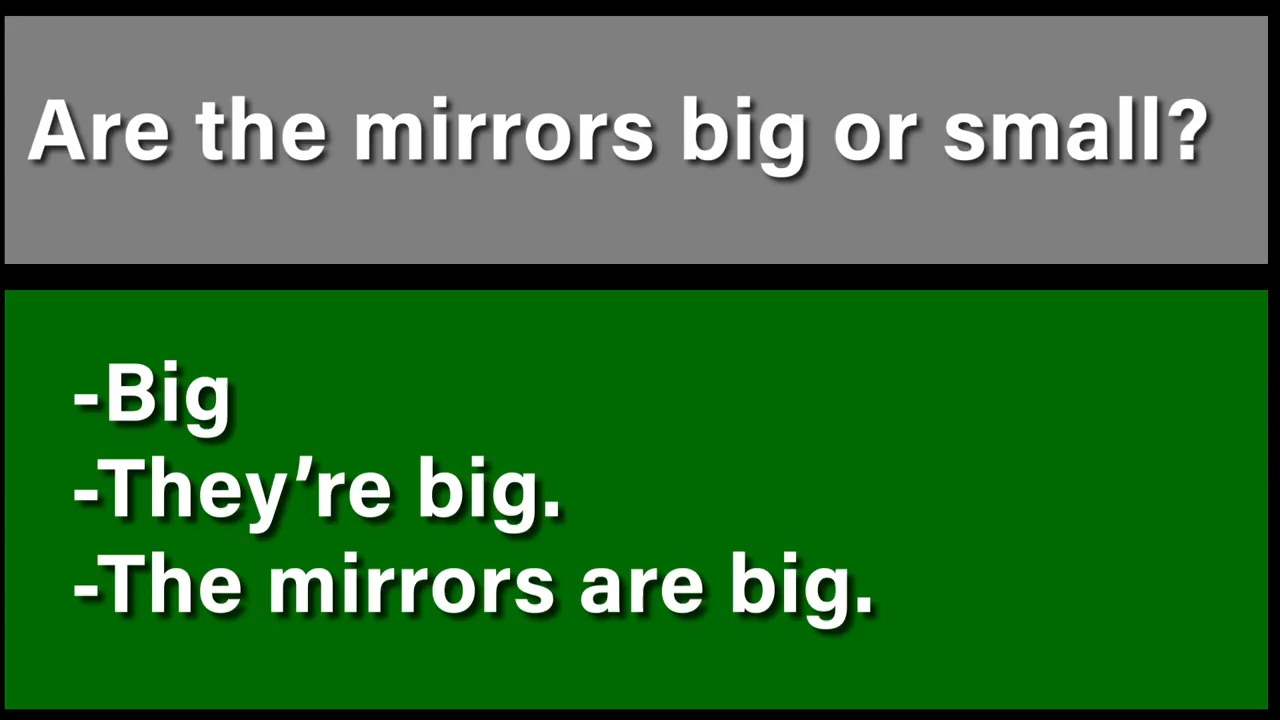 Are the mirrors big or small?
-Big
-They’re big.
-The mirrors are big.